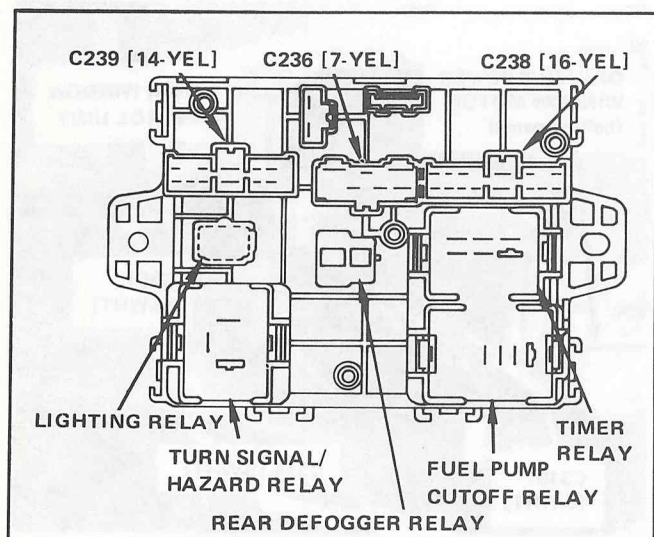 C239 [14-YEL] C236 [7-YEL] C238 [16-YEL]
LIGHTING RELAY
TURN SIGNAL/
HAZARD RELAY
REAR DEFOGGER RELAY
FUEL PUMP
CUTOFF RELAY
TIMER
RELAY